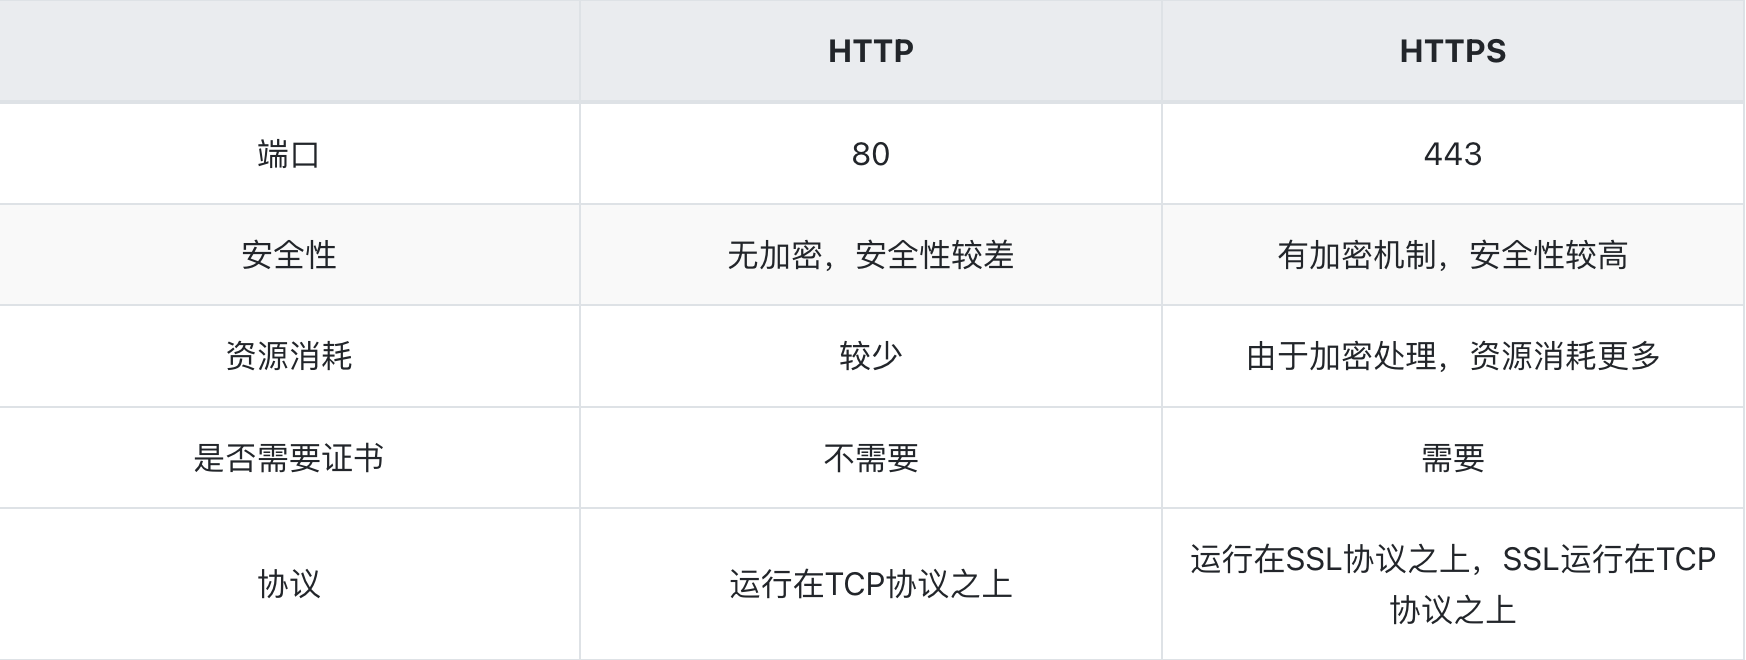 HTTP HTTPS
端口 80 443
安全性 无加密，安全性较差 有加密机制，安全性较高
资源消耗 较少 由于加密处理，资源消耗更多
是否需要证书 不需要 需要
协议 运行在TCP协议之上 运行在SSL协议之上，SSL运行在TCP
协议之上